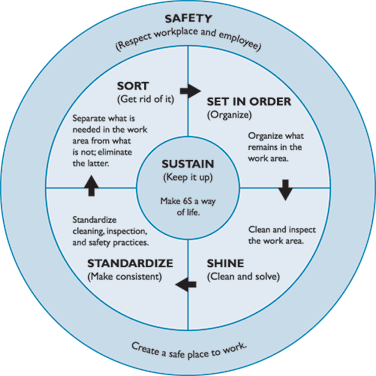 SAFETY
(Respect workplace and employee)
SORT
(Get rid of it)
Separate what is
needed in the work
area from what
is not; eliminate
the latter.
SET IN ORDER
(Organize)
Organize what
remains in the
work area.
SUSTAIN
(Keep it up)
Make 6S a way
of life.
Standardize
cleaning, inspection,
and safety practices.
STANDARDIZE
(Make consistent)
Clean and inspect
the work area.
SHINE
(Clean and solve)
Create a safe place to work.